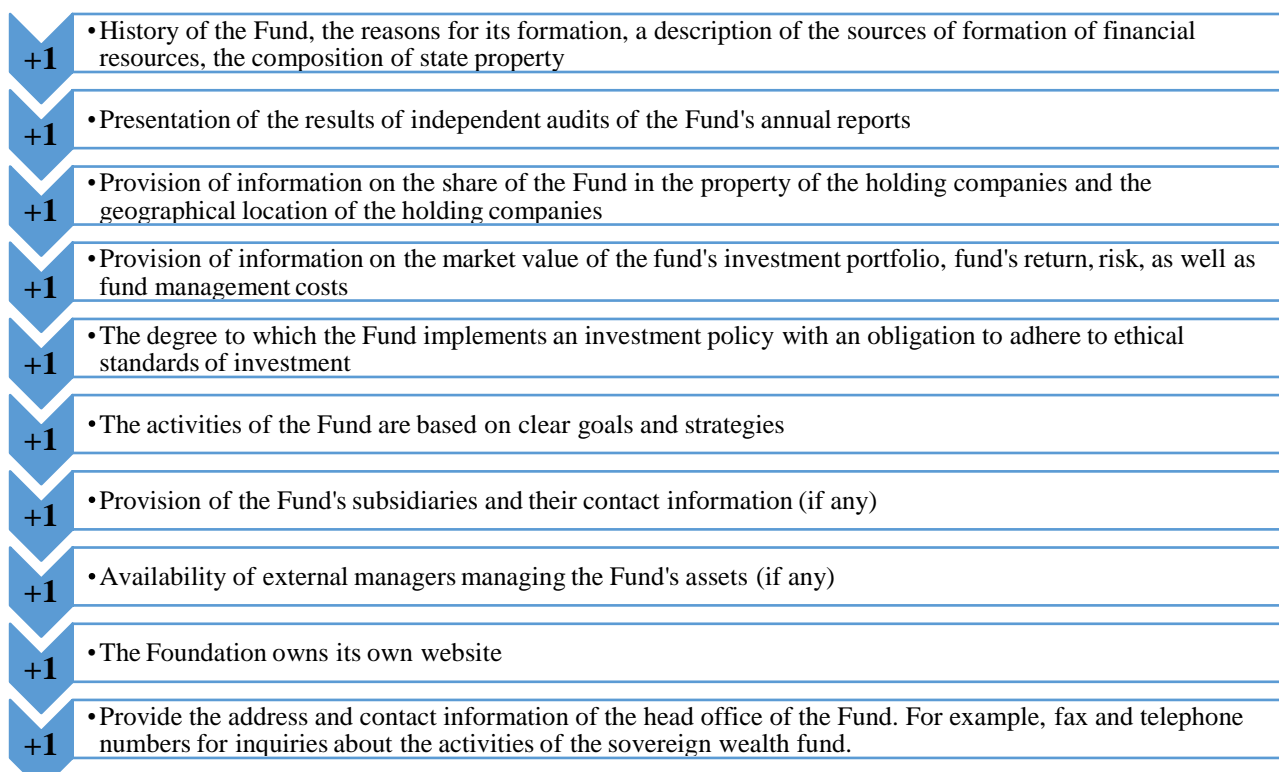 +1
•History of the Fund, the reasons for its formation, a description of the sources of formation of financial
resources, the composition of state property
+1
•Presentation of the results of independent audits of the Fund's annual reports
+1
•Provision of information on the share of the Fund in the property of the holding companies and the
geographical location of the holding companies
+1
•Provision of information on the market value of the fund's investment portfolio, fund's return, risk, as well as
fund management costs
+1
•The degree to which the Fund implements an investment policy with an obligation to adhere to ethical
standards of investment
+1
•The activities of the Fund are based on clear goals and strategies
+1
•Provision of the Fund's subsidiaries and their contact information (if any)
+1
•Availability of external managers managing the Fund's assets (if any)
+1
•The Foundation owns its own website
+1
•Provide the address and contact information of the head office of the Fund. For example, fax and telephone
numbers for inquiries about the activities of the sovereign wealth fund.